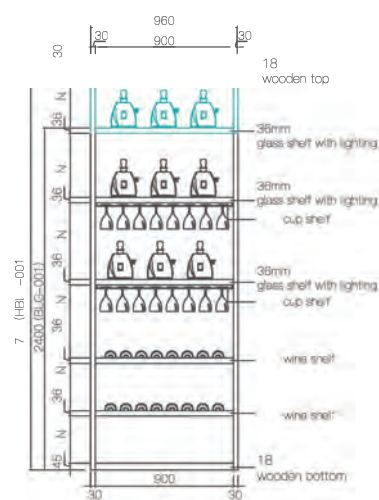 960
30
900
30
30
18
wooden top
N
36
36mm
glass shelf with lighting
N
36mm
glass shelf with lighting
36
cup shelf
N
36mm
glass shelf with lighting
36
cup shelf
N
7 (HBL -001
2400 (BLG-001)
36
wine shelf
N
36
wine shelf
N
45
18
wooden bottom
900
30
30